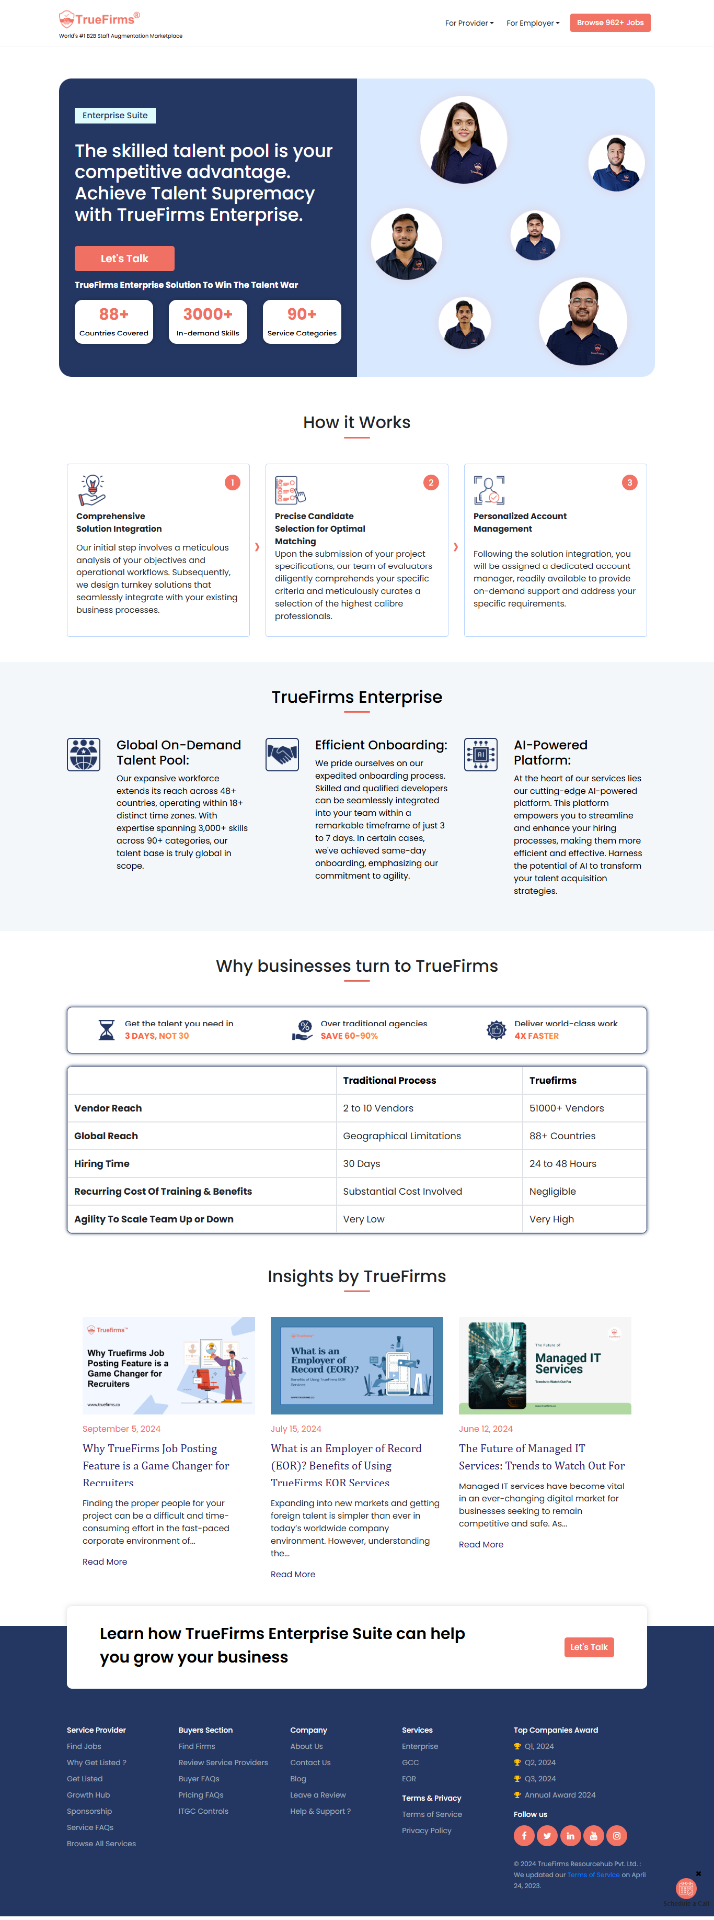 TrueFirms®
World's #1 B2B Staff Augmentation Marketplace
For Provider
For Employer
Browse 962+ Jobs
Enterprise Suite
The skilled talent pool is your
competitive advantage.
Achieve Talent Supremacy
with TrueFirms Enterprise.
Let's Talk
TrueFirms Enterprise Solution To Win The Talent War
88+
Countries Covered
3000+
In-demand Skills
90+
Service Categories
How it Works
1
Comprehensive
Solution Integration
Our initial step involves a meticulous
analysis of your objectives and
operational workflows. Subsequently,
we design turnkey solutions that
seamlessly integrate with your existing
business processes.
2
Precise Candidate
Selection for Optimal
Matching
Upon the submission of your project
specifications, our team of evaluators
diligently comprehends your specific
criteria and meticulously curates a
selection of the highest calibre
professionals.
3
Personalized Account
Management
Following the solution integration, you
will be assigned a dedicated account
manager, readily available to provide
on-demand support and address your
specific requirements.
TrueFirms Enterprise
Global On-Demand
Talent Pool:
Our expansive workforce
extends its reach across 48+
countries, operating within 18+
distinct time zones. With
expertise spanning 3,000+ skills
across 90+ categories, our
talent base is truly global in
scope.
Efficient Onboarding:
We pride ourselves on our
expedited onboarding process.
Skilled and qualified developers
can be seamlessly integrated
into your team within a
remarkable timeframe of just 3
to 7 days. In certain cases,
we've achieved same-day
onboarding, emphasizing our
commitment to agility.
AI
AI-Powered
Platform:
At the heart of our services lies
our cutting-edge AI-powered
platform. This platform
empowers you to streamline
and enhance your hiring
processes, making them more
efficient and effective. Harness
the potential of AI to transform
your talent acquisition
strategies.
Why businesses turn to TrueFirms
Get the talent you need in
3 DAYS, NOT 30
Over traditional agencies
SAVE 60-90%
Deliver world-class work
4X FASTER
Traditional Process Truefirms
Vendor Reach 2 to 10 Vendors 51000+ Vendors
Global Reach Geographical Limitations 88+ Countries
Hiring Time 30 Days 24 to 48 Hours
Recurring Cost Of Training & Benefits Substantial Cost Involved Negligible
Agility To Scale Team Up or Down Very Low Very High
Insights by TrueFirms
Truefirms™
Why Truefirms Job
Posting Feature is a
Game Changer for
Recruiters
www.truefirms.co
September 5, 2024
Why TrueFirms Job Posting
Feature is a Game Changer for
Recruiters
Finding the proper people for your
project can be a difficult and time-
consuming effort in the fast-paced
corporate environment of...
Read More
What is an Employer of
Record (EOR)?
Benefits of Using TrueFirms EOR
Services
July 15, 2024
What is an Employer of Record
(EOR)? Benefits of Using
TrueFirms EOR Services
Expanding into new markets and getting
foreign talent is simpler than ever in
today's worldwide company
environment. However, understanding
the...
Read More
The Future of
Managed IT
Services
Trends to Watch Out For
June 12, 2024
The Future of Managed IT
Services: Trends to Watch Out For
Managed IT services have become vital
in an ever-changing digital market for
businesses seeking to remain
competitive and safe. As...
Read More
Learn how TrueFirms Enterprise Suite can help
you grow your business
Let's Talk
Service Provider
Find Jobs
Why Get Listed ?
Get Listed
Growth Hub
Sponsorship
Service FAQs
Browse All Services
Buyers Section
Find Firms
Review Service Providers
Buyer FAQs
Pricing FAQs
ITGC Controls
Company
About Us
Contact Us
Blog
Leave a Review
Help & Support ?
Services
Enterprise
GCC
EOR
Terms & Privacy
Terms of Service
Privacy Policy
Top Companies Award
Q1, 2024
Q2, 2024
Q3, 2024
Annual Award 2024
Follow us
© 2024 TrueFirms Resourcehub Pvt. Ltd. :
We updated our Terms of Service on April
24, 2023.
Schedule a Call